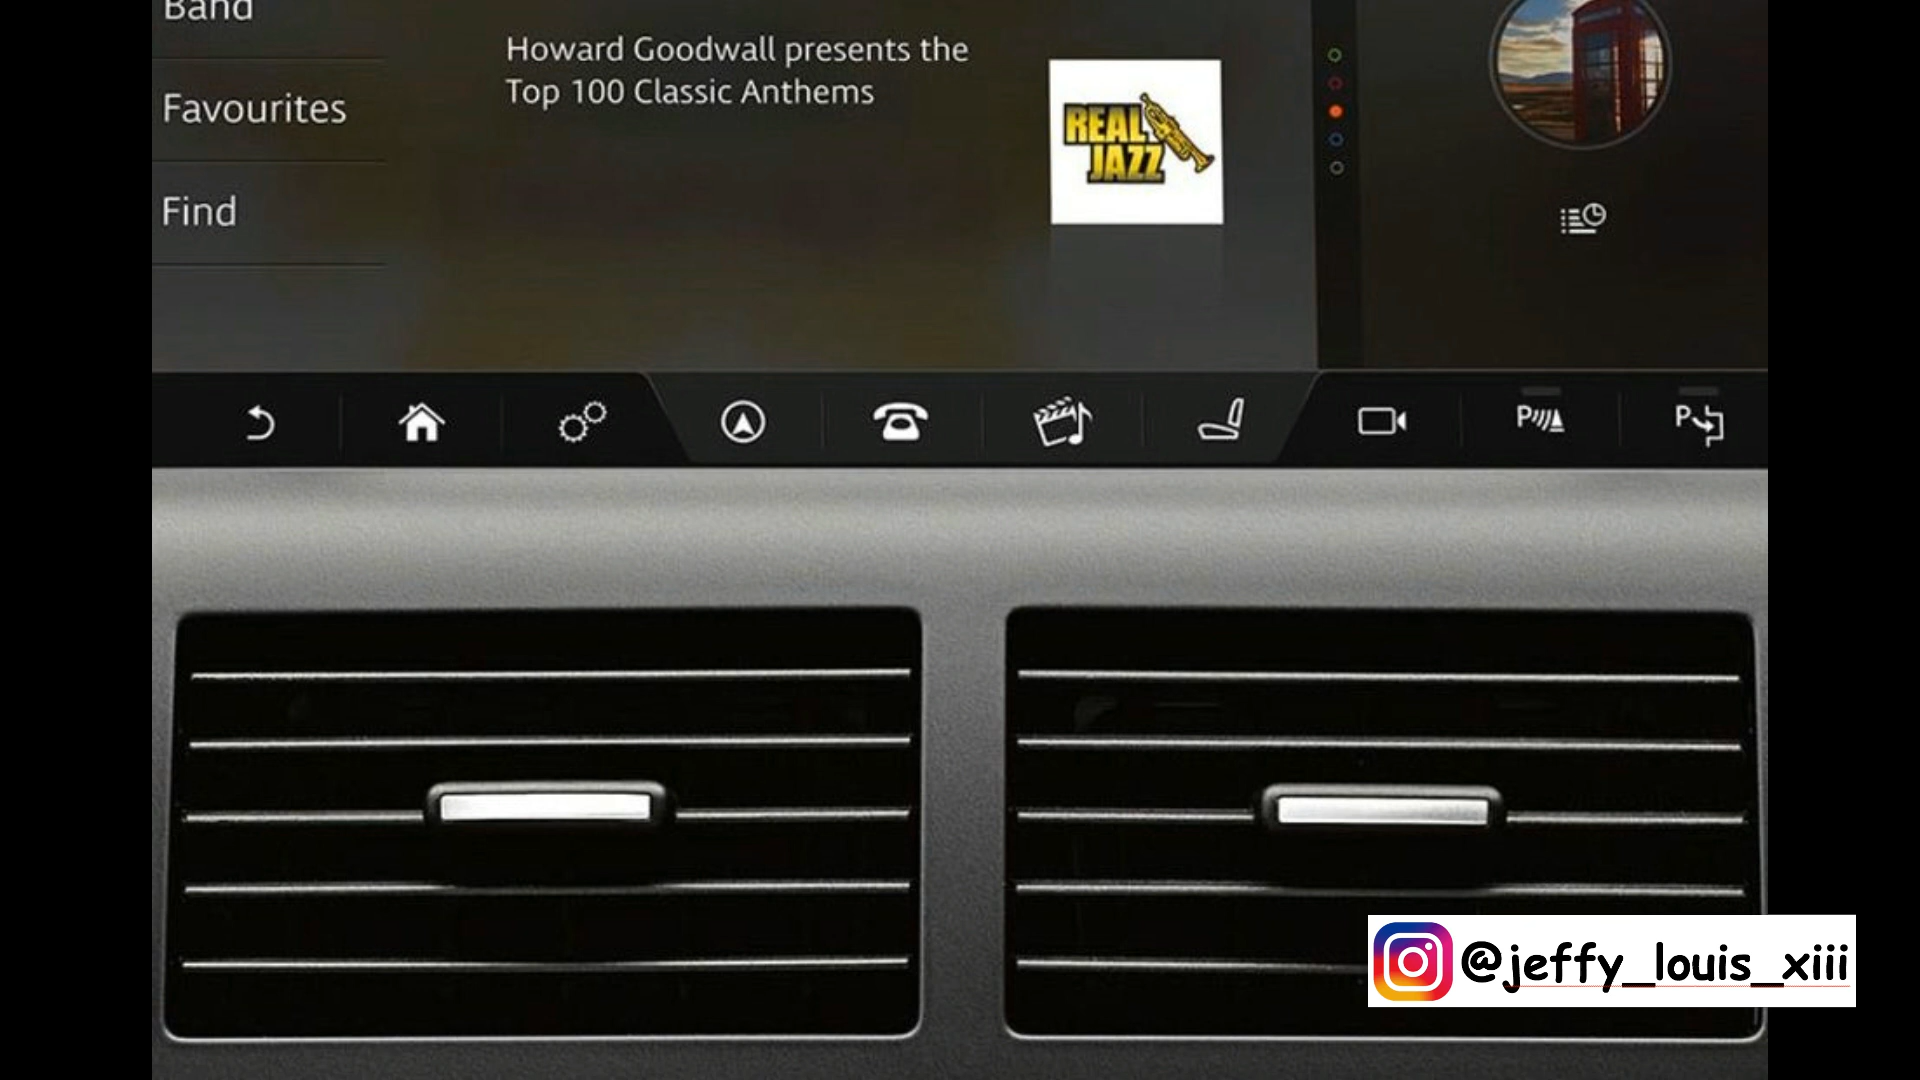 Band
Howard Goodwall presents the
Top 100 Classic Anthems
Favourites
REAL
JAZZ
Find
P
P
@jeffy_louis_xiii